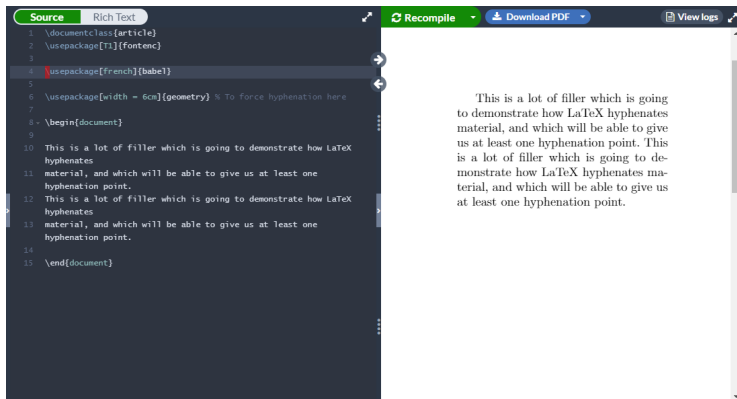 Source Rich Text
Recompile Download PDF View logs
1 \documentclass{article}
2 \usepackage[T1]{fontenc}
3
4 \usepackage[french]{babel}
5
6 \usepackage[width = 6cm]{geometry} % To force hyphenation here
7
8 \begin{document}
9
10 This is a lot of filler which is going to demonstrate how LaTeX
hyphenates
11 material, and which will be able to give us at least one
hyphenation point.
12 This is a lot of filler which is going to demonstrate how LaTeX
hyphenates
13 material, and which will be able to give us at least one
hyphenation point.
14
15 \end{document}
This is a lot of filler which is going
to demonstrate how LaTeX hyphenates
material, and which will be able to give
us at least one hyphenation point. This
is a lot of filler which is going to de-
monstrate how LaTeX hyphenates ma-
terial, and which will be able to give us
at least one hyphenation point.